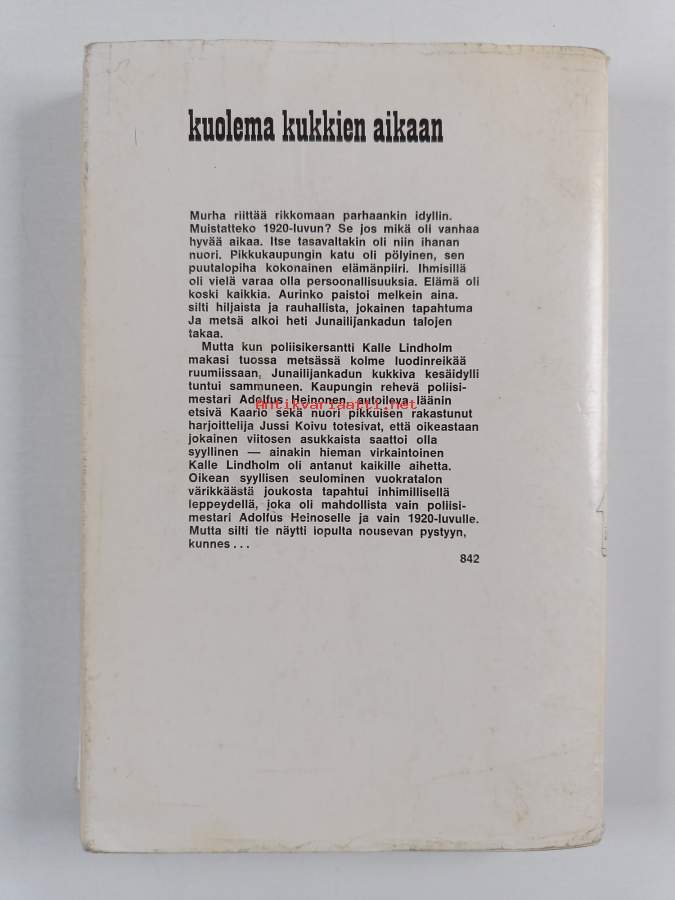 kuolema kukkien aikaan
Murha riittää rikkomaan parhaankin idyllin.
Muistatteko 1920-luvun? Se jos mikä oli vanhaa
hyvää aikaa. Itse tasavaltakin oli niin ihanan
nuori. Pikkukaupungin katu oli pölyinen, sen
puutalopiha kokonainen elämänpiiri. Ihmisillä
oli vielä varaa olla persoonallisuuksia. Elämä oli
koski kaikkia. Aurinko paistoi melkein aina.
silti hiljaista ja rauhallista, jokainen tapahtuma
Ja metsä alkoi heti Junailijankadun talojen
takaa.
Mutta kun poliisikersantti Kalle Lindholm
makasi tuossa metsässä kolme luodinreikää
ruumiissaan, Junailijankadun kukkiva kesäidylli
tuntui sammuneen. Kaupungin rehevä poliisi-
mestari Adolfus Heinonen, autoileva läänin
etsivä Kaario sekä nuori pikkuisen rakastunut
harjoittelija Jussi Koivu totesivat, että oikeastaan
jokainen viitosen asukkaista saattoi olla
syyllinen — ainakin hieman virkaintoinen
Kalle Lindholm oli antanut kaikille aihetta.
Oikean syyllisen seulominen vuokratalon
värikkäästä joukosta tapahtui inhimillisellä
leppeydellä, joka oli mahdollista vain poliisi-
mestari Adolfus Heinoselle ja vain 1920-luvulle.
Mutta silti tie näytti lopulta nousevan pystyyn,
kunnes . . .
842
Antikvariaatti.net